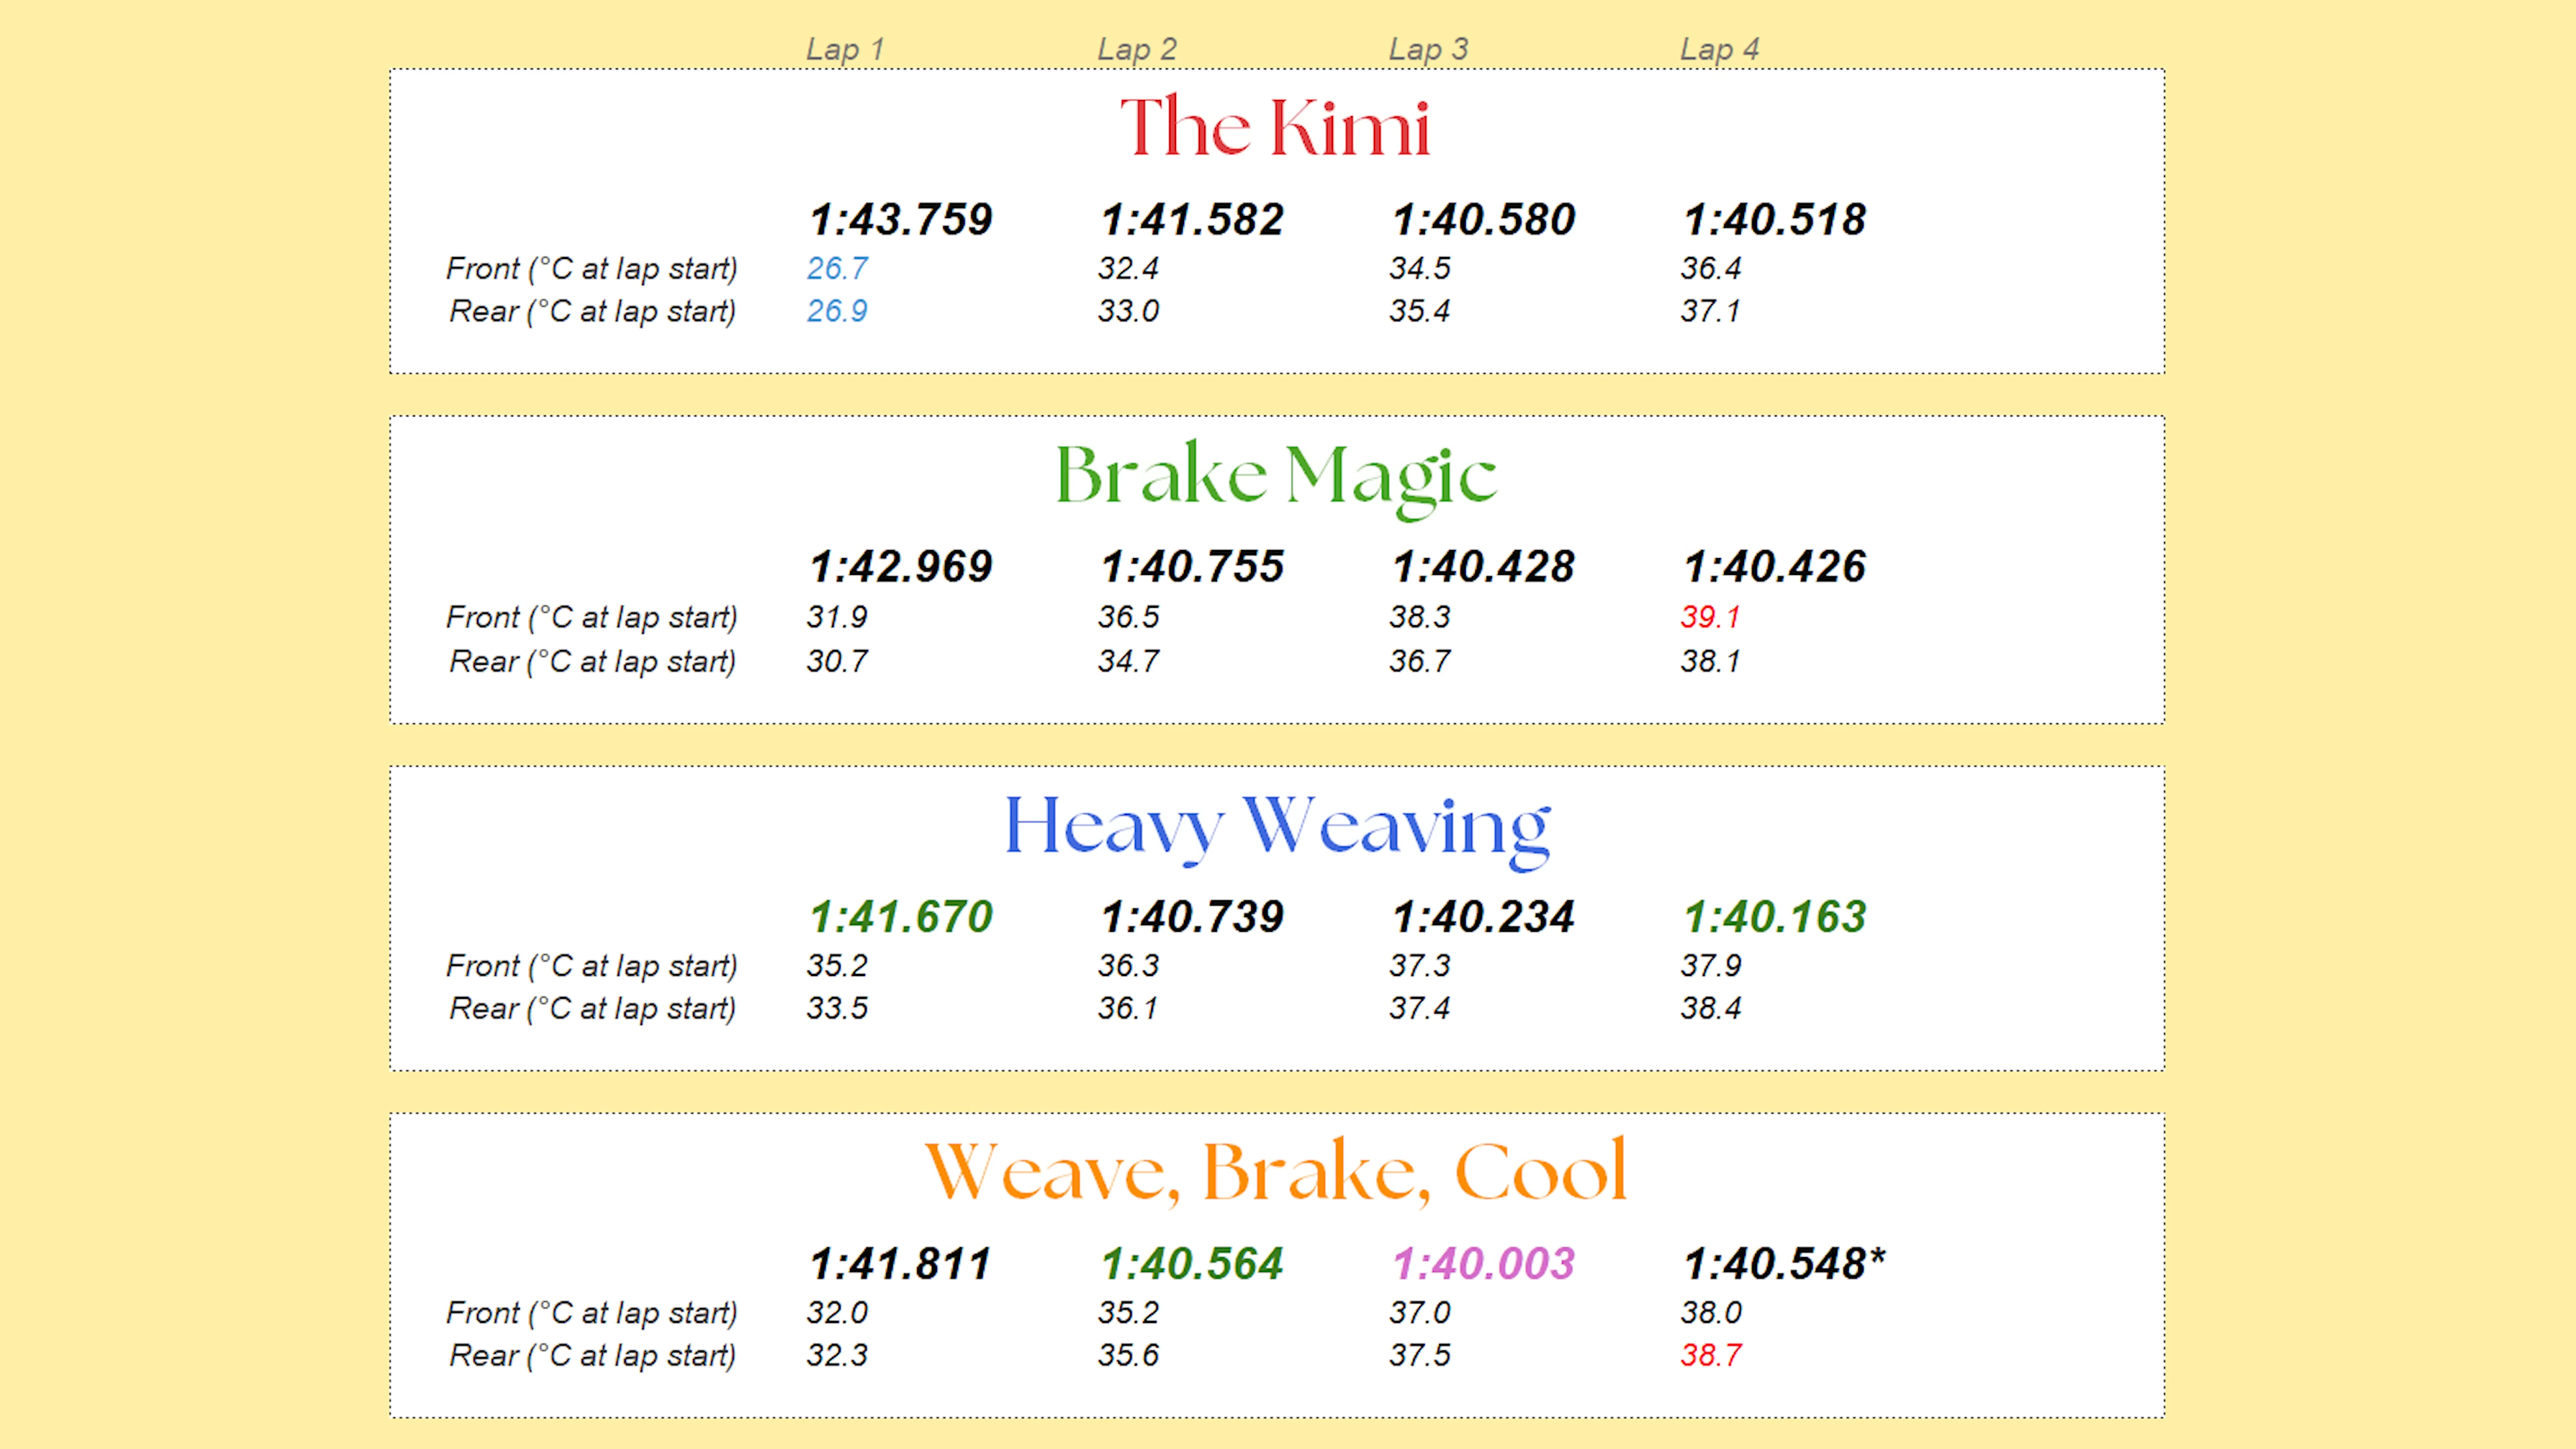 Lap 1 Lap 2 Lap 3 Lap 4
The Kimi
1:43.759 1:41.582 1:40.580 1:40.518
Front (°C at lap start) 26.7 32.4 34.5 36.4
Rear (°C at lap start) 26.9 33.0 35.4 37.1
Brake Magic
1:42.969 1:40.755 1:40.428 1:40.426
Front (°C at lap start) 31.9 36.5 38.3 39.1
Rear (°C at lap start) 30.7 34.7 36.7 38.1
Heavy Weaving
1:41.670 1:40.739 1:40.234 1:40.163
Front (°C at lap start) 35.2 36.3 37.3 37.9
Rear (°C at lap start) 33.5 36.1 37.4 38.4
Weave, Brake, Cool
1:41.811 1:40.564 1:40.003 1:40.548*
Front (°C at lap start) 32.0 35.2 37.0 38.0
Rear (°C at lap start) 32.3 35.6 37.5 38.7